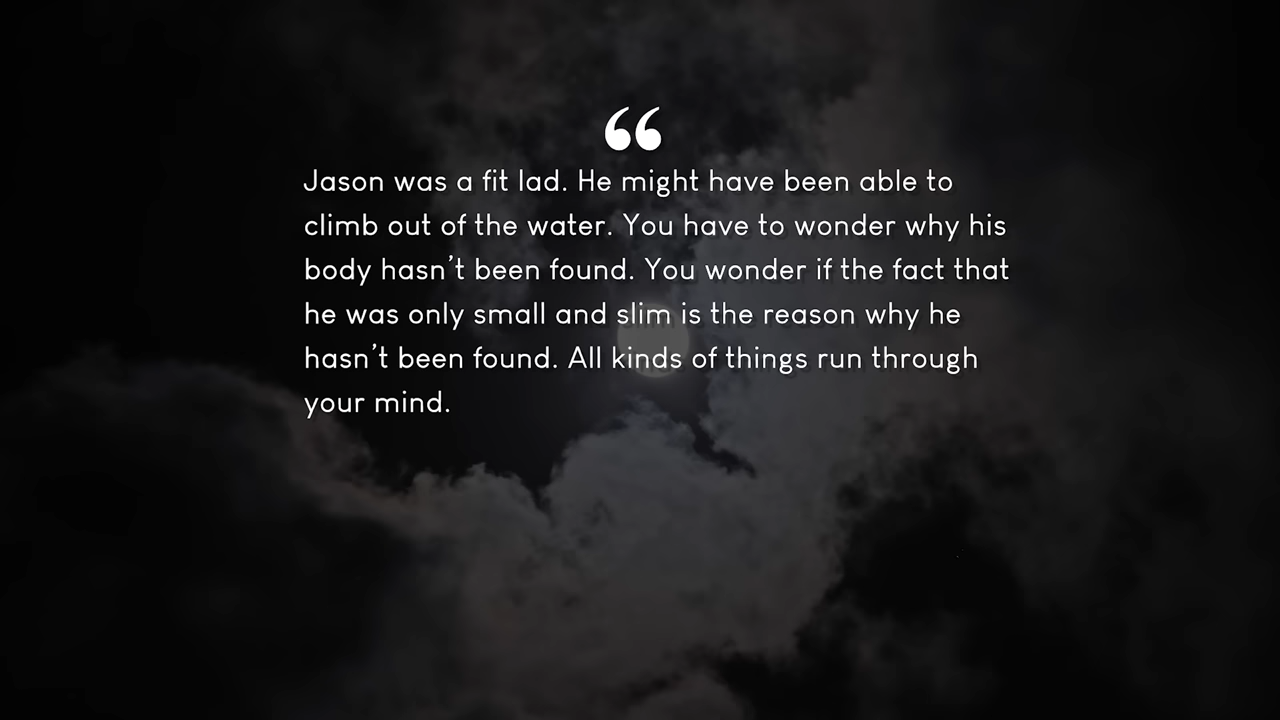 “
Jason was a fit lad. He might have been able to
climb out of the water. You have to wonder why his
body hasn’t been found. You wonder if the fact that
he was only small and slim is the reason why he
hasn’t been found. All kinds of things run through
your mind.